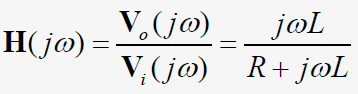 H(jω) = V_o(jω) / V_i(jω) = jωL / (R + jωL)